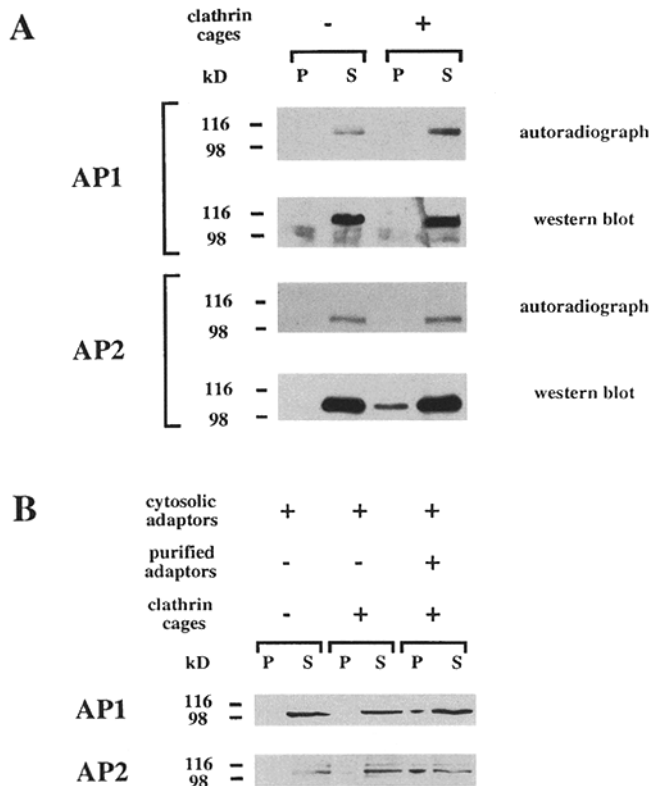 A
clathrin cages - +
kD P S P S
AP1
116
98
autoradiograph
116
98
western blot
AP2
116
98
autoradiograph
116
98
western blot
B
cytosolic adaptors + + +
purified adaptors - - +
clathrin cages - + +
kD P S P S P S
AP1 116
98
AP2 116
98